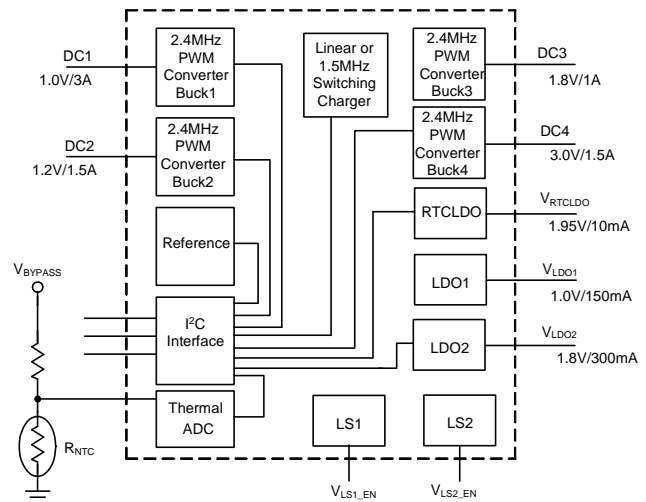 DC1
1.0V/3A
2.4MHz
PWM
Converter
Buck1
Linear or
1.5MHz
Switching
Charger
2.4MHz
PWM
Converter
Buck3
DC3
1.8V/1A
DC2
1.2V/1.5A
2.4MHz
PWM
Converter
Buck2
2.4MHz
PWM
Converter
Buck4
DC4
3.0V/1.5A
Reference
RTCLDO
VRTCLDO
1.95V/10mA
VBYPASS
I²C
Interface
LDO1
VLDO1
1.0V/150mA
LDO2
VLDO2
1.8V/300mA
Thermal
ADC
RNTC
LS1
LS2
VLS1_EN
VLS2_EN